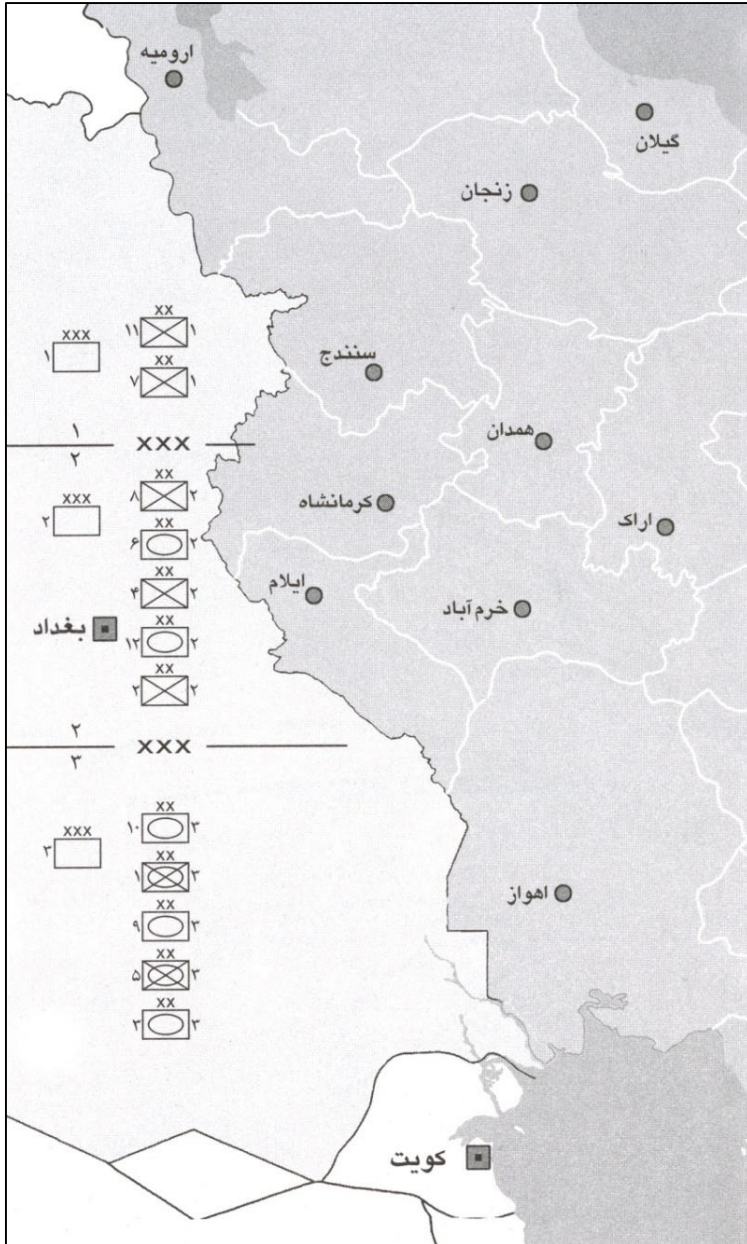 ارومیه
گیلان
زنجان
xx
۱۱ ۱
xxx
۱
xx
۷ ۱
سنندج
۱
xxx
۲
همدان
xx
۸ ۲
xxx
۲
کرمانشاه
اراک
xx
۶ ۲
xx
۴ ۲
ایلام
خرم‌آباد
بغداد
xx
۱۲ ۲
xx
۲ ۲
۲
xxx
۳
xx
۱۰ ۳
xxx
۳
xx
۱ ۳
اهواز
xx
۹ ۳
xx
۵ ۳
xx
۳ ۳
کویت